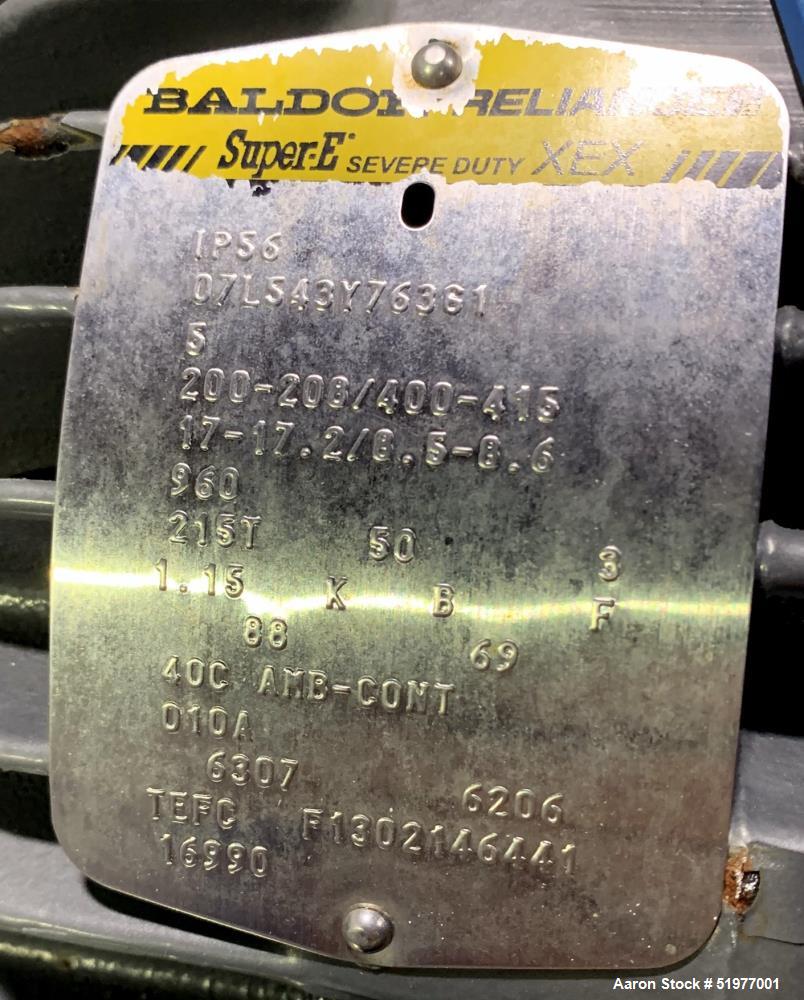 BALDOR RELIANCE
Super-E® SEVERE DUTY XEX
IP56
07L543Y763G1
5
200-208/400-415
17-17.2/8.5-8.6
960
215T 50 3
1.15 K B F
88 69
40C AMB-CONT
010A
6307 6206
TEFC F1302146441
16990
Aaron Stock # 51977001